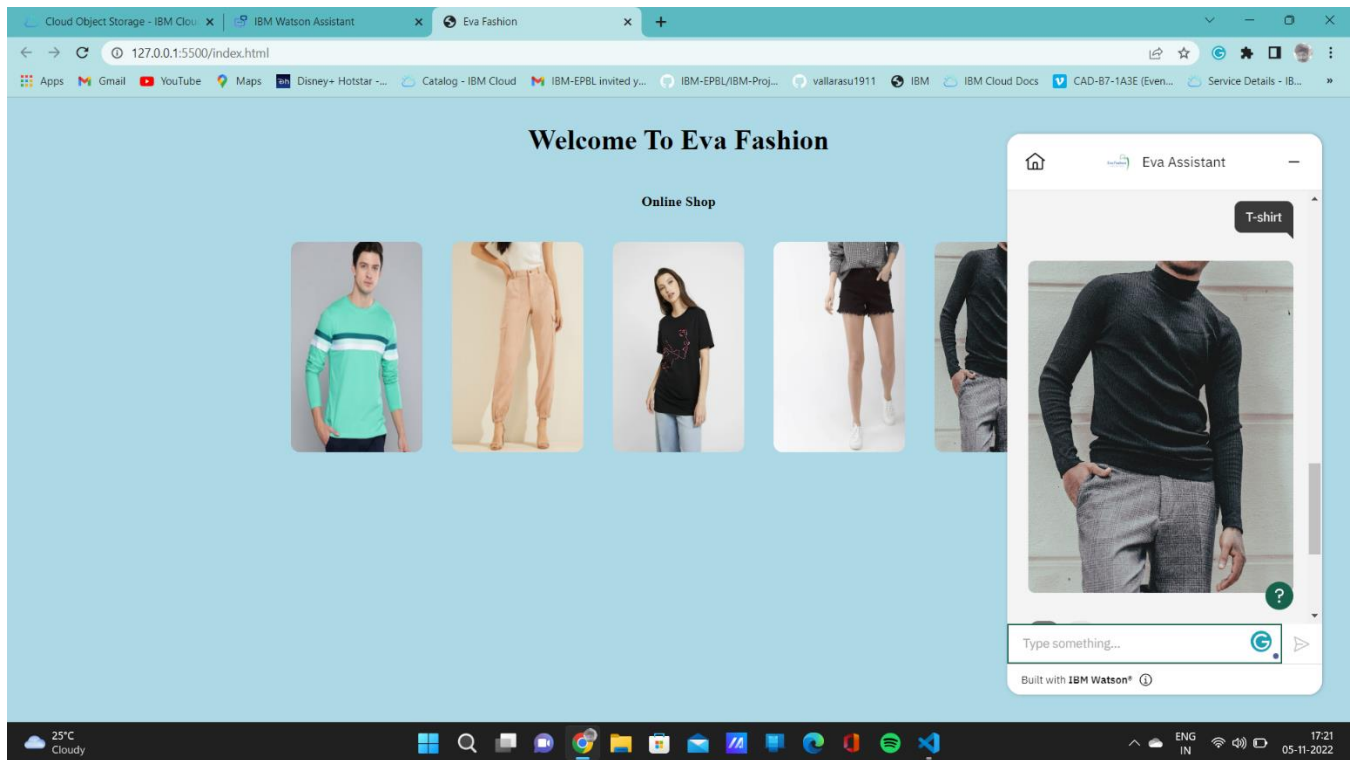 Cloud Object Storage - IBM Clou
IBM Watson Assistant
Eva Fashion
127.0.0.1:5500/index.html
Apps
Gmail
YouTube
Maps
Disney+ Hotstar -...
Catalog - IBM Cloud
IBM-EPBL invited y...
IBM-EPBL/IBM-Proj...
vallarasu1911
IBM
IBM Cloud Docs
CAD-B7-1A3E (Even...
Service Details - IB...
»
Welcome To Eva Fashion
Online Shop
Eva Assistant
T-shirt
?
Type something...
Built with IBM Watson®
25°C
Cloudy
ENG
IN
17:21
05-11-2022